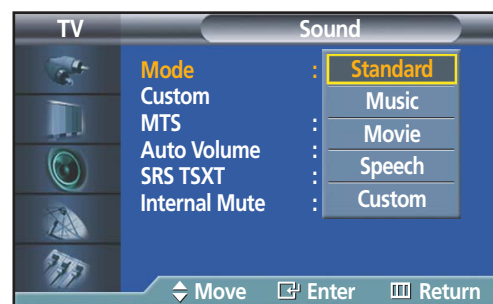 TV Sound
Mode : Standard
Custom Music
MTS : Movie
Auto Volume :
SRS TSXT : Speech
Internal Mute : Custom
Move Enter Return